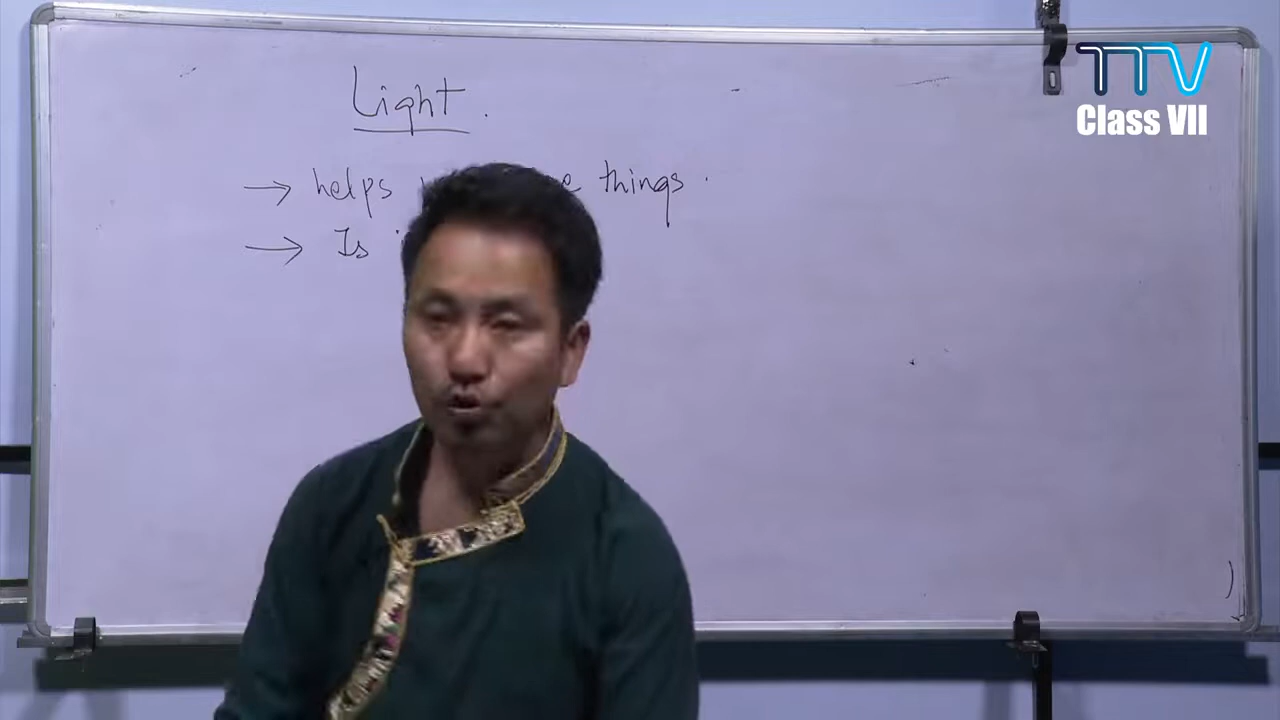 TTV
Class VII
Light.
→ helps things.
→ Is